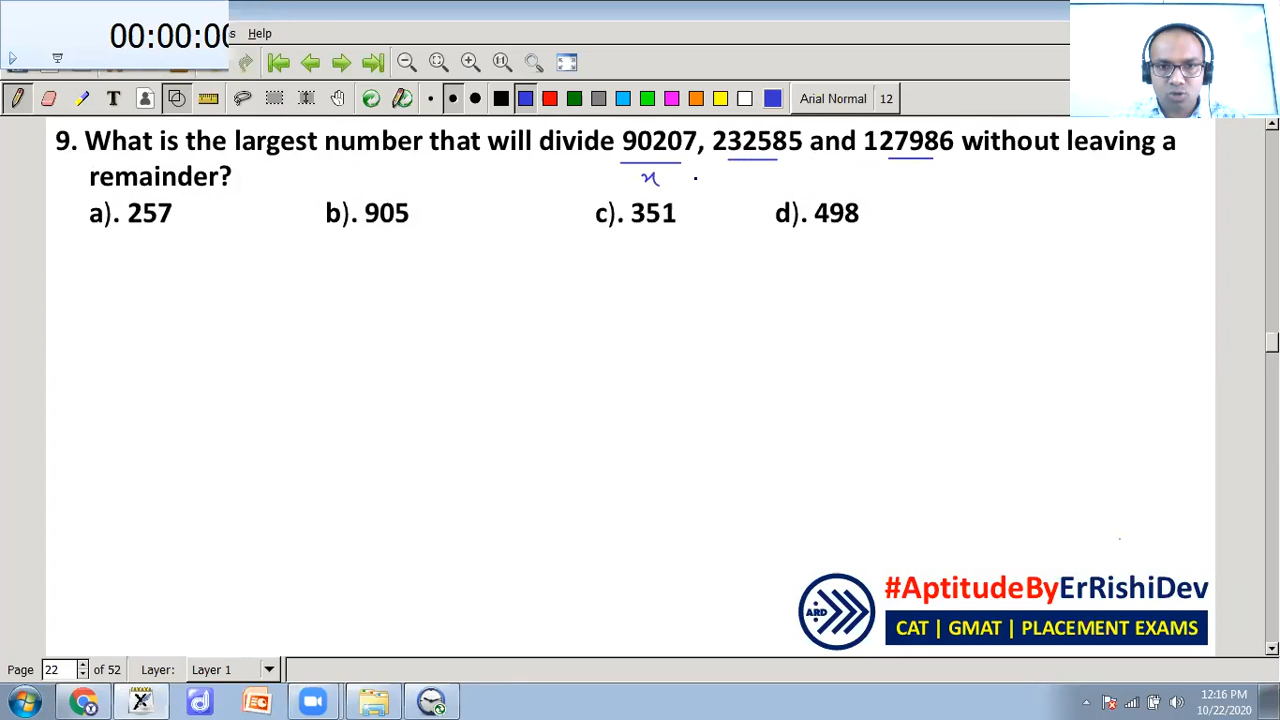 00:00:00
s Help
Arial Normal 12
9. What is the largest number that will divide 90207, 232585 and 127986 without leaving a
remainder?
x
a). 257 b). 905 c). 351 d). 498
ARD
#AptitudeByErRishiDev
CAT | GMAT | PLACEMENT EXAMS
Page 22 of 52 Layer: Layer 1
12:16 PM
10/22/2020